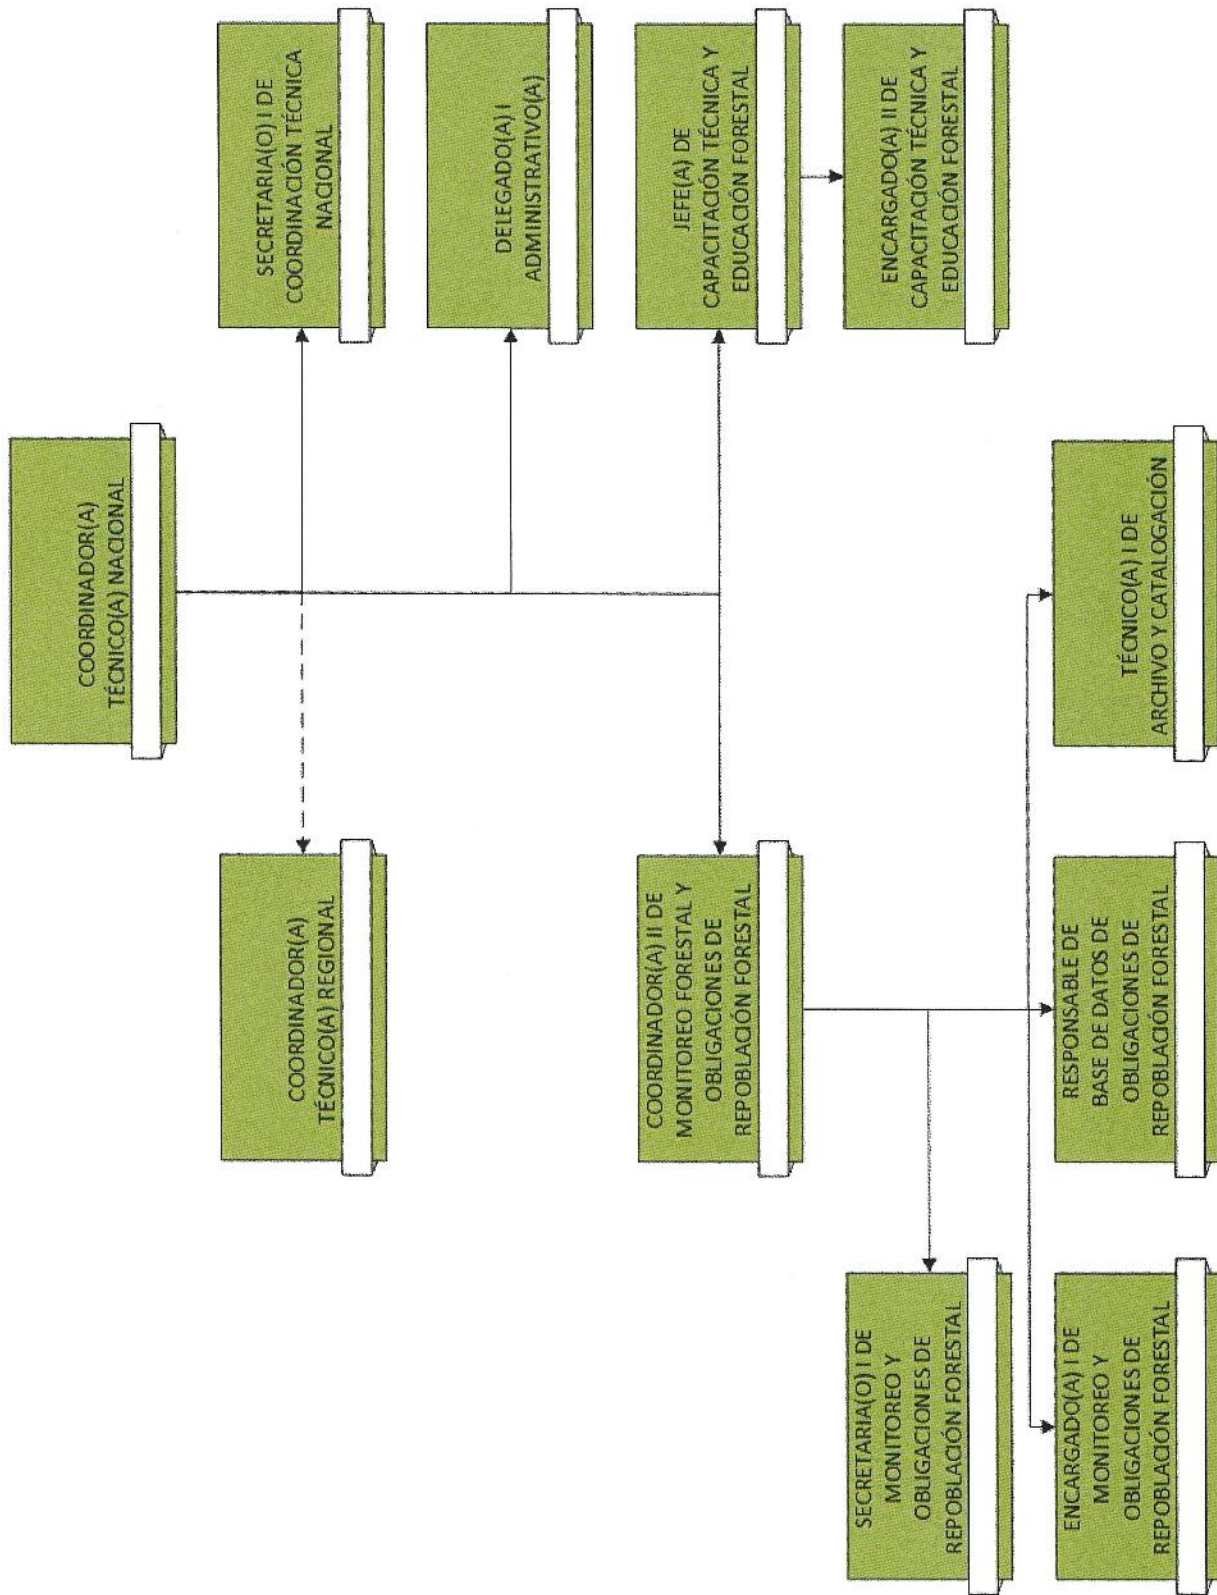 COORDINADOR(A)
TÉCNICO(A) NACIONAL
COORDINADOR(A)
TÉCNICO(A) REGIONAL
SECRETARIA(O) I DE
COORDINACIÓN TÉCNICA
NACIONAL
DELEGADO(A) I
ADMINISTRATIVO(A)
COORDINADOR(A) II DE
MONITOREO FORESTAL Y
OBLIGACIONES DE
REPOBLACIÓN FORESTAL
JEFE(A) DE
CAPACITACIÓN TÉCNICA Y
EDUCACIÓN FORESTAL
SECRETARIA(O) I DE
MONITOREO Y
OBLIGACIONES DE
REPOBLACIÓN FORESTAL
ENCARGADO(A) II DE
CAPACITACIÓN TÉCNICA Y
EDUCACIÓN FORESTAL
ENCARGADO(A) I DE
MONITOREO Y
OBLIGACIONES DE
REPOBLACIÓN FORESTAL
RESPONSABLE DE
BASE DE DATOS DE
OBLIGACIONES DE
REPOBLACIÓN FORESTAL
TÉCNICO(A) I DE
ARCHIVO Y CATALOGACIÓN